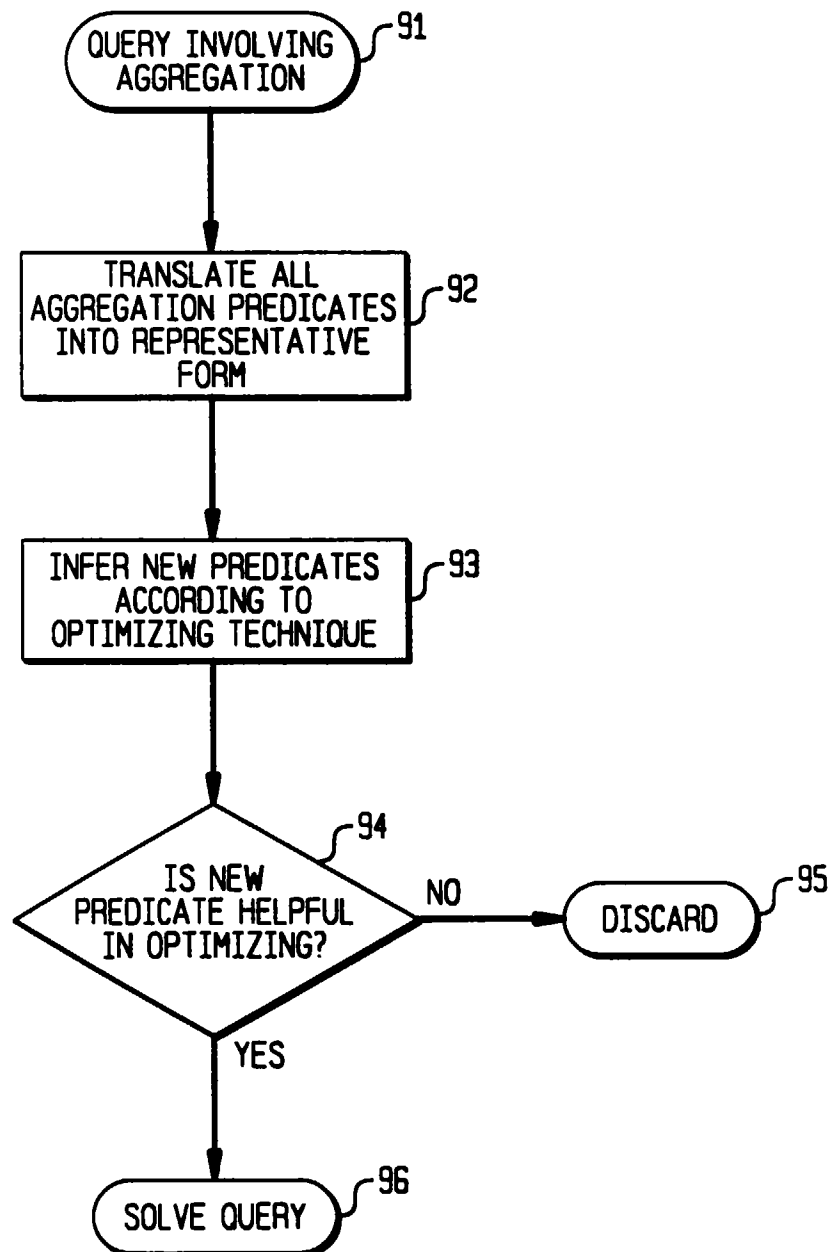 QUERY INVOLVING
AGGREGATION
91
TRANSLATE ALL
AGGREGATION PREDICATES
INTO REPRESENTATIVE
FORM
92
INFER NEW PREDICATES
ACCORDING TO
OPTIMIZING TECHNIQUE
93
94
IS NEW
PREDICATE HELPFUL
IN OPTIMIZING?
NO
DISCARD
95
YES
SOLVE QUERY
96